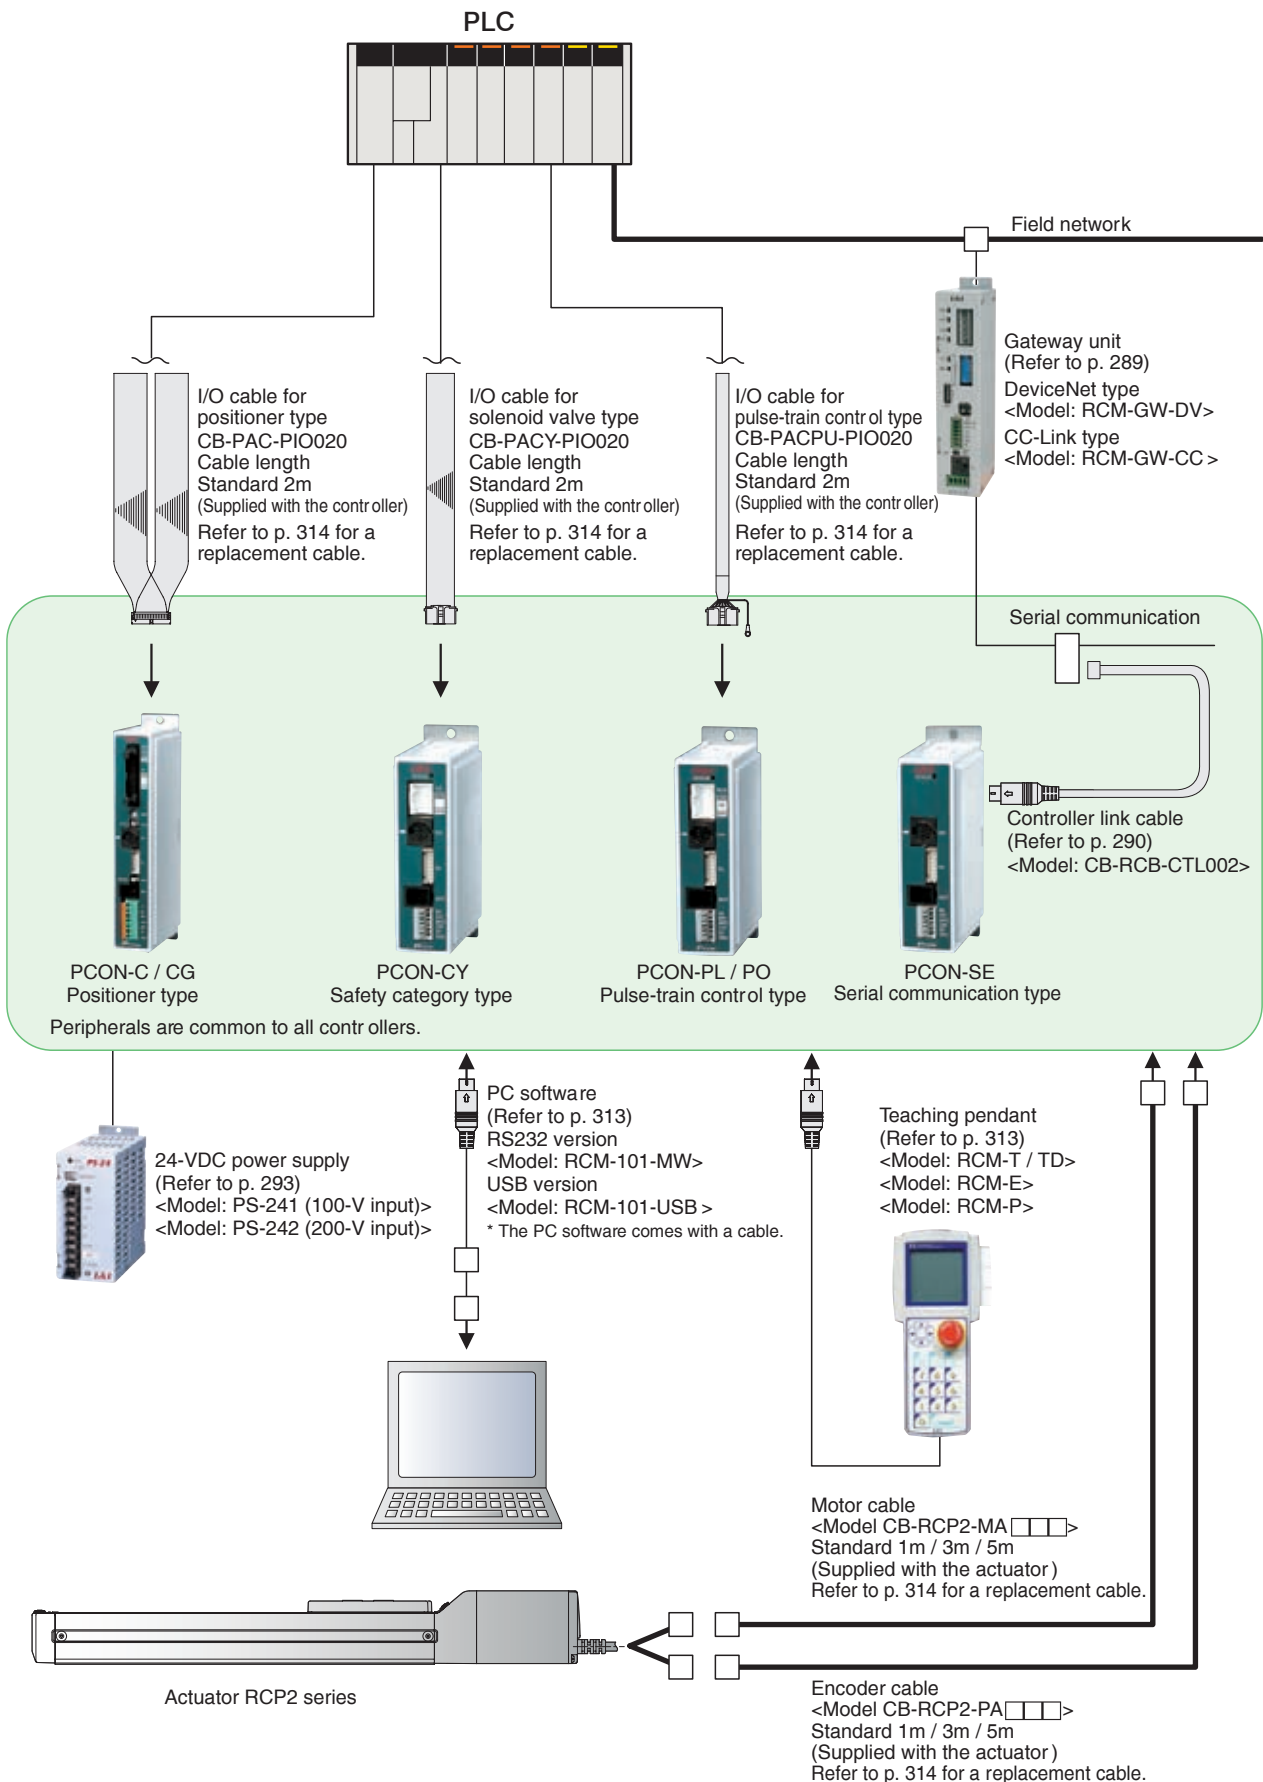 PLC
Field network
Gateway unit
(Refer to p. 289)
DeviceNet type
<Model: RCM-GW-DV>
CC-Link type
<Model: RCM-GW-CC>
I/O cable for
positioner type
CB-PAC-PIO020
Cable length
Standard 2m
(Supplied with the controller)
Refer to p. 314 for a
replacement cable.
I/O cable for
solenoid valve type
CB-PACY-PIO020
Cable length
Standard 2m
(Supplied with the controller)
Refer to p. 314 for a
replacement cable.
I/O cable for
pulse-train control type
CB-PACPU-PIO020
Cable length
Standard 2m
(Supplied with the controller)
Refer to p. 314 for a
replacement cable.
Serial communication
Controller link cable
(Refer to p. 290)
<Model: CB-RCB-CTL002>
PCON-C / CG
Positioner type
PCON-CY
Safety category type
PCON-PL / PO
Pulse-train control type
PCON-SE
Serial communication type
Peripherals are common to all controllers.
PS-24
24-VDC power supply
(Refer to p. 293)
<Model: PS-241 (100-V input)>
<Model: PS-242 (200-V input)>
PC software
(Refer to p. 313)
RS232 version
<Model: RCM-101-MW>
USB version
<Model: RCM-101-USB>
* The PC software comes with a cable.
Teaching pendant
(Refer to p. 313)
<Model: RCM-T / TD>
<Model: RCM-E>
<Model: RCM-P>
Motor cable
<Model CB-RCP2-MA□□□>
Standard 1m / 3m / 5m
(Supplied with the actuator)
Refer to p. 314 for a replacement cable.
Actuator RCP2 series
Encoder cable
<Model CB-RCP2-PA□□□>
Standard 1m / 3m / 5m
(Supplied with the actuator)
Refer to p. 314 for a replacement cable.